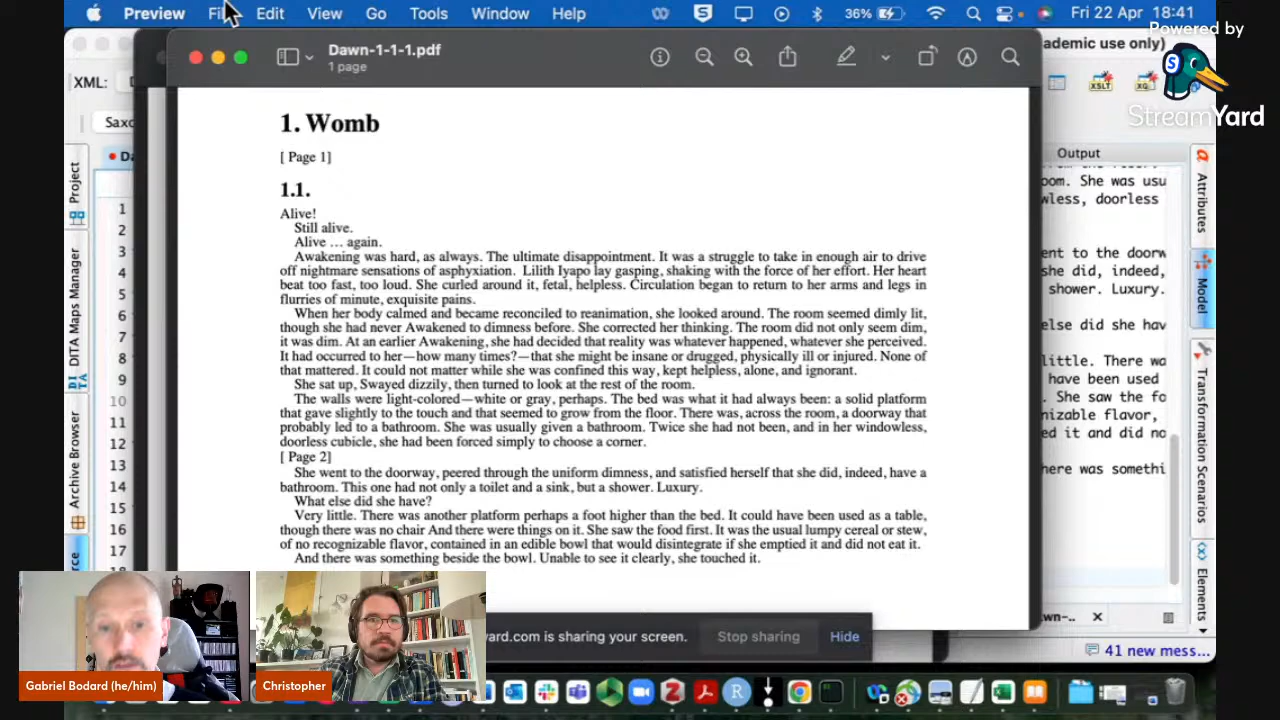 Preview Fi Edit View Go Tools Window Help 36% Fri 22 Apr 18:41
Powered by
StreamYard
Dawn-1-1-1.pdf
1 page
ademic use only)
XML:
Saxo
Da
Output
Project
DITA Maps Manager
Archive Browser
Attributes
Model
Transformation Scenarios
Elements
1
2
3
4
5
6
7
8
9
10
11
12
13
14
15
16
17
1. Womb
[ Page 1]
1.1.
Alive!
Still alive.
Alive … again.
Awakening was hard, as always. The ultimate disappointment. It was a struggle to take in enough air to drive
off nightmare sensations of asphyxiation. Lilith Iyapo lay gasping, shaking with the force of her effort. Her heart
beat too fast, too loud. She curled around it, fetal, helpless. Circulation began to return to her arms and legs in
flurries of minute, exquisite pains.
When her body calmed and became reconciled to reanimation, she looked around. The room seemed dimly lit,
though she had never Awakened to dimness before. She corrected her thinking. The room did not only seem dim,
it was dim. At an earlier Awakening, she had decided that reality was whatever happened, whatever she perceived.
It had occurred to her—how many times?—that she might be insane or drugged, physically ill or injured. None of
that mattered. It could not matter while she was confined this way, kept helpless, alone, and ignorant.
She sat up, Swayed dizzily, then turned to look at the rest of the room.
The walls were light-colored—white or gray, perhaps. The bed was what it had always been: a solid platform
that gave slightly to the touch and that seemed to grow from the floor. There was, across the room, a doorway that
probably led to a bathroom. She was usually given a bathroom. Twice she had not been, and in her windowless,
doorless cubicle, she had been forced simply to choose a corner.
[ Page 2]
She went to the doorway, peered through the uniform dimness, and satisfied herself that she did, indeed, have a
bathroom. This one had not only a toilet and a sink, but a shower. Luxury.
What else did she have?
Very little. There was another platform perhaps a foot higher than the bed. It could have been used as a table,
though there was no chair And there were things on it. She saw the food first. It was the usual lumpy cereal or stew,
of no recognizable flavor, contained in an edible bowl that would disintegrate if she emptied it and did not eat it.
And there was something beside the bowl. Unable to see it clearly, she touched it.
oom. She was usu
wless, doorless
ent to the doorw
she did, indeed,
shower. Luxury.
else did she hav
little. There wa
have been used
. She saw the fo
nizable flavor,
ed it and did no
here was somethi
ward.com is sharing your screen. Stop sharing Hide
wn-..
41 new mess...
Gabriel Bodard (he/him)
Christopher